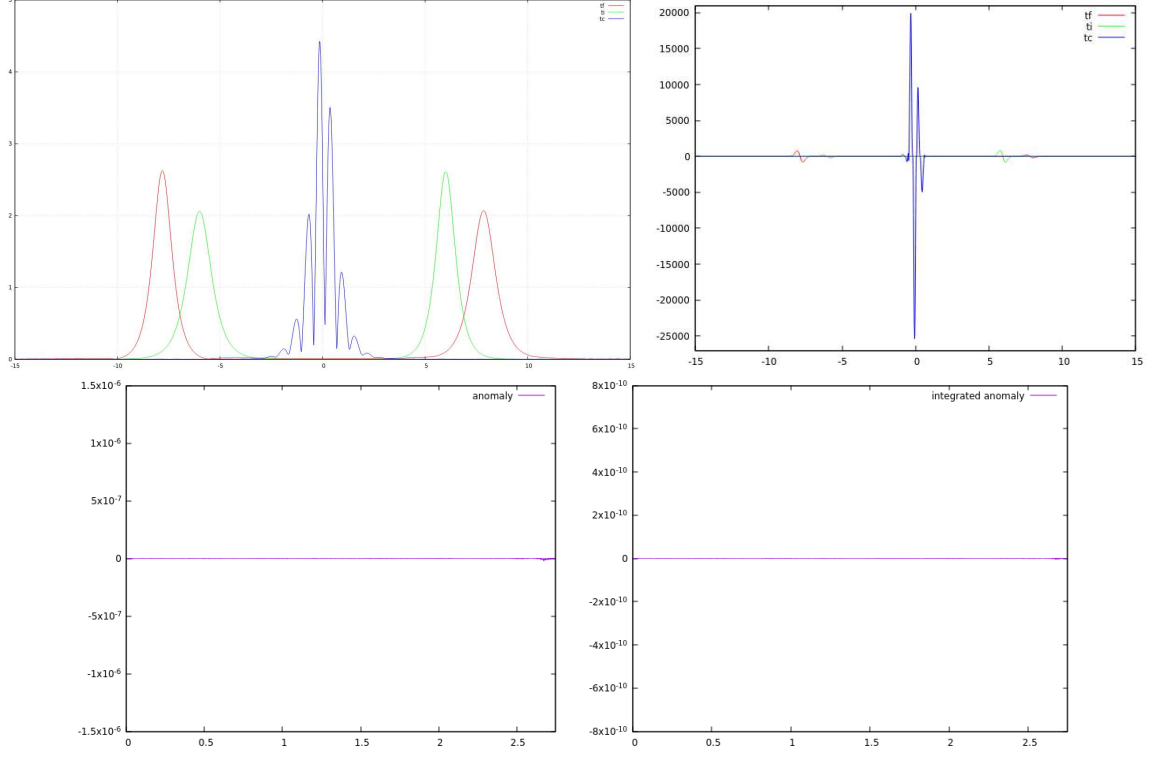 5
4
3
2
1
0
-15
-10
-5
0
5
10
15
tf
ti
tc
20000
15000
10000
5000
0
-5000
-10000
-15000
-20000
-25000
-15
-10
-5
0
5
10
15
tf
ti
tc
1.5x10⁻⁶
1x10⁻⁶
5x10⁻⁷
0
-5x10⁻⁷
-1x10⁻⁶
-1.5x10⁻⁶
0
0.5
1
1.5
2
2.5
anomaly
8x10⁻¹⁰
6x10⁻¹⁰
4x10⁻¹⁰
2x10⁻¹⁰
0
-2x10⁻¹⁰
-4x10⁻¹⁰
-6x10⁻¹⁰
-8x10⁻¹⁰
0
0.5
1
1.5
2
2.5
integrated anomaly